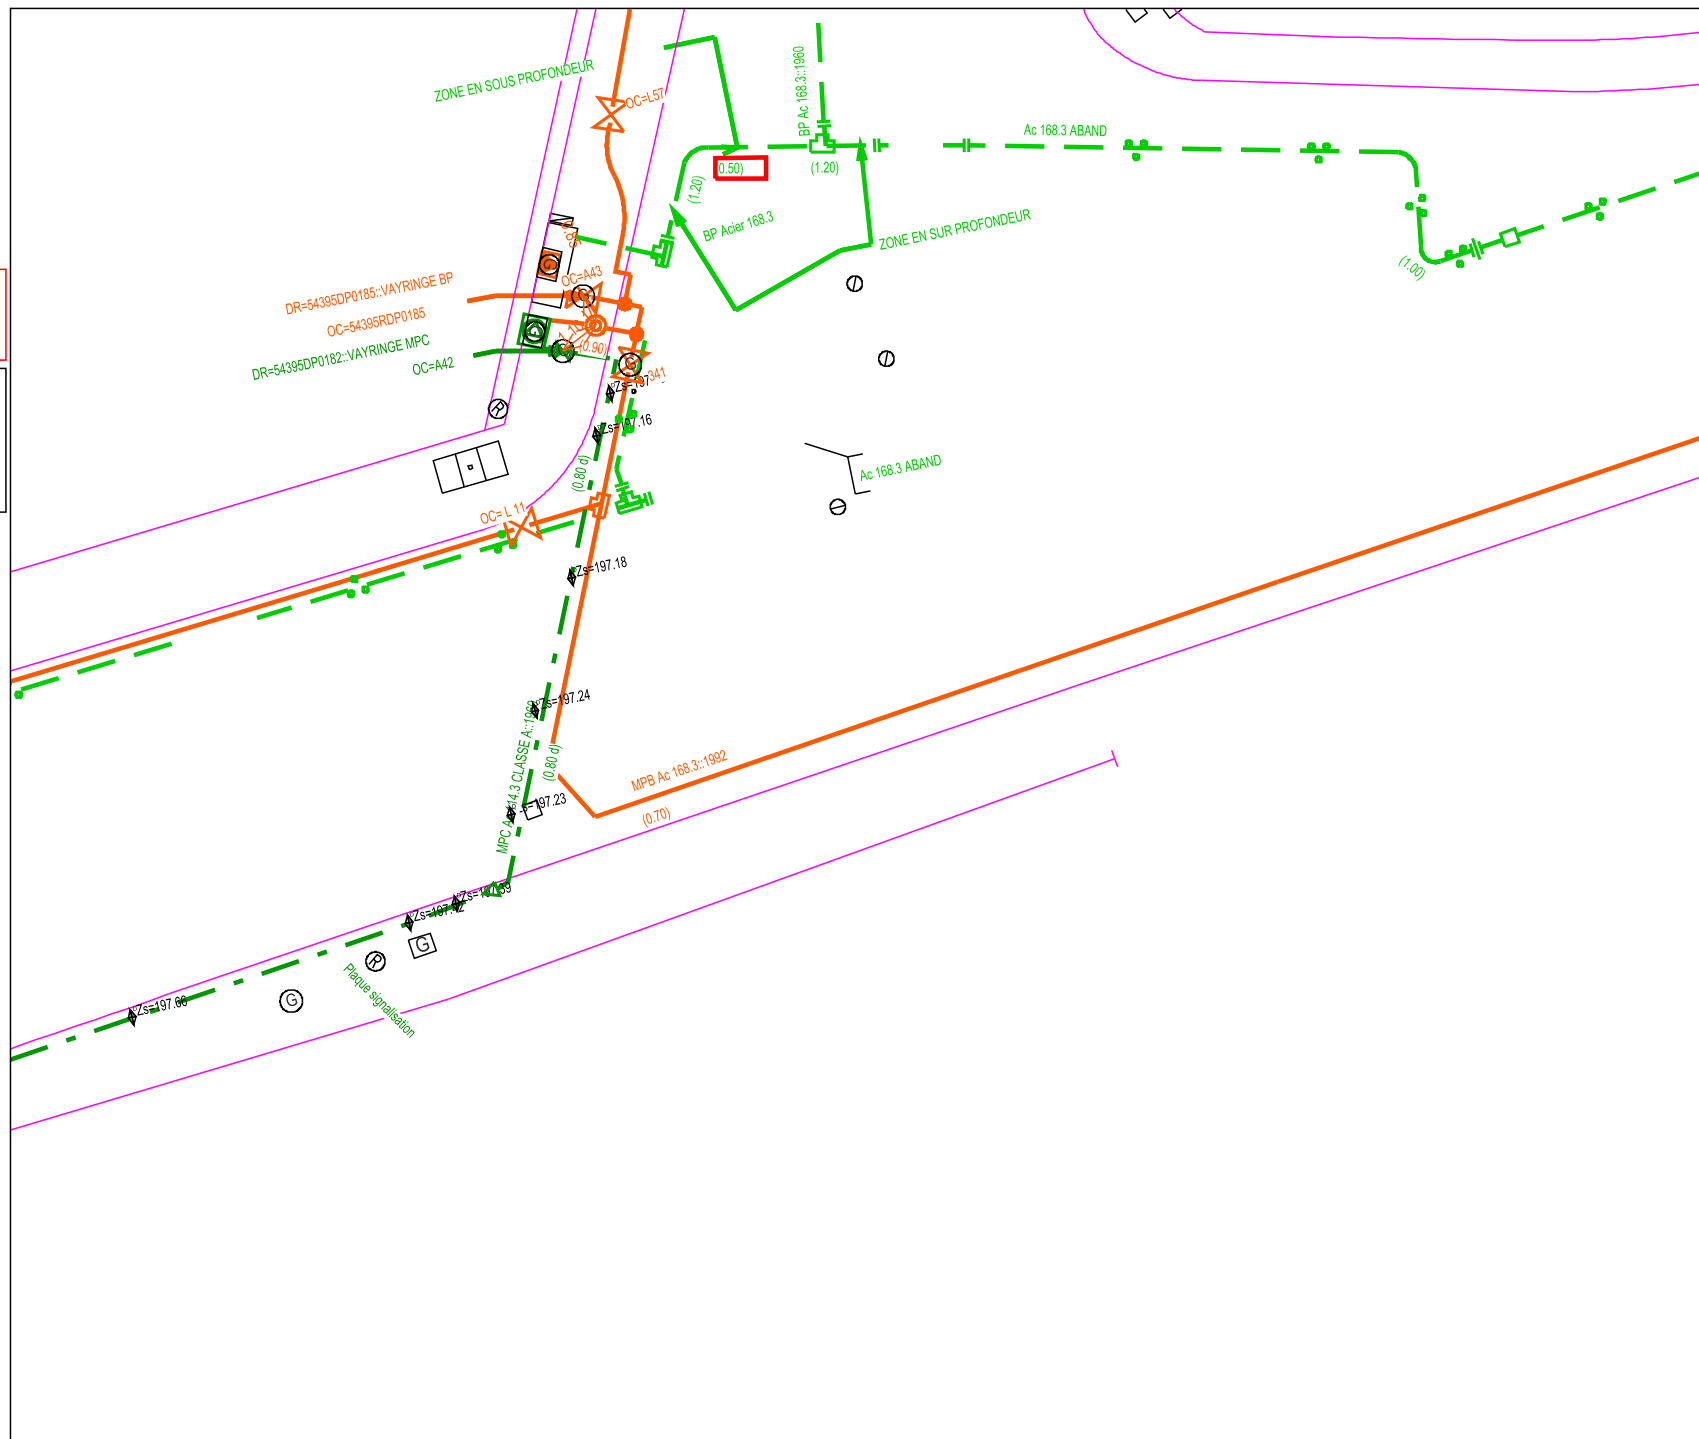 ZONE EN SOUS PROFONDEUR
OC=L57
BP Ac 168.3::1960
Ac 168.3 ABAND
0.50)
(1.20)
(1.20)
BP Acier 168.3
ZONE EN SUR PROFONDEUR
(1.00)
OC=A43
DR=54395DP0185::VAYRINGE BP
OC=54395RDP0185
DR=54395DP0182::VAYRINGE MPC
OC=A42
(0.90)
341
R
Zs=197.16
(0.80 d)
Ac 168.3 ABAND
OC= L 11
Zs=197.18
Zs=197.24
(0.80 d)
MPB Ac 168.3::1992
(0.70)
s=197.23
G
R
G
Plaque signalisation
Zs=197.66